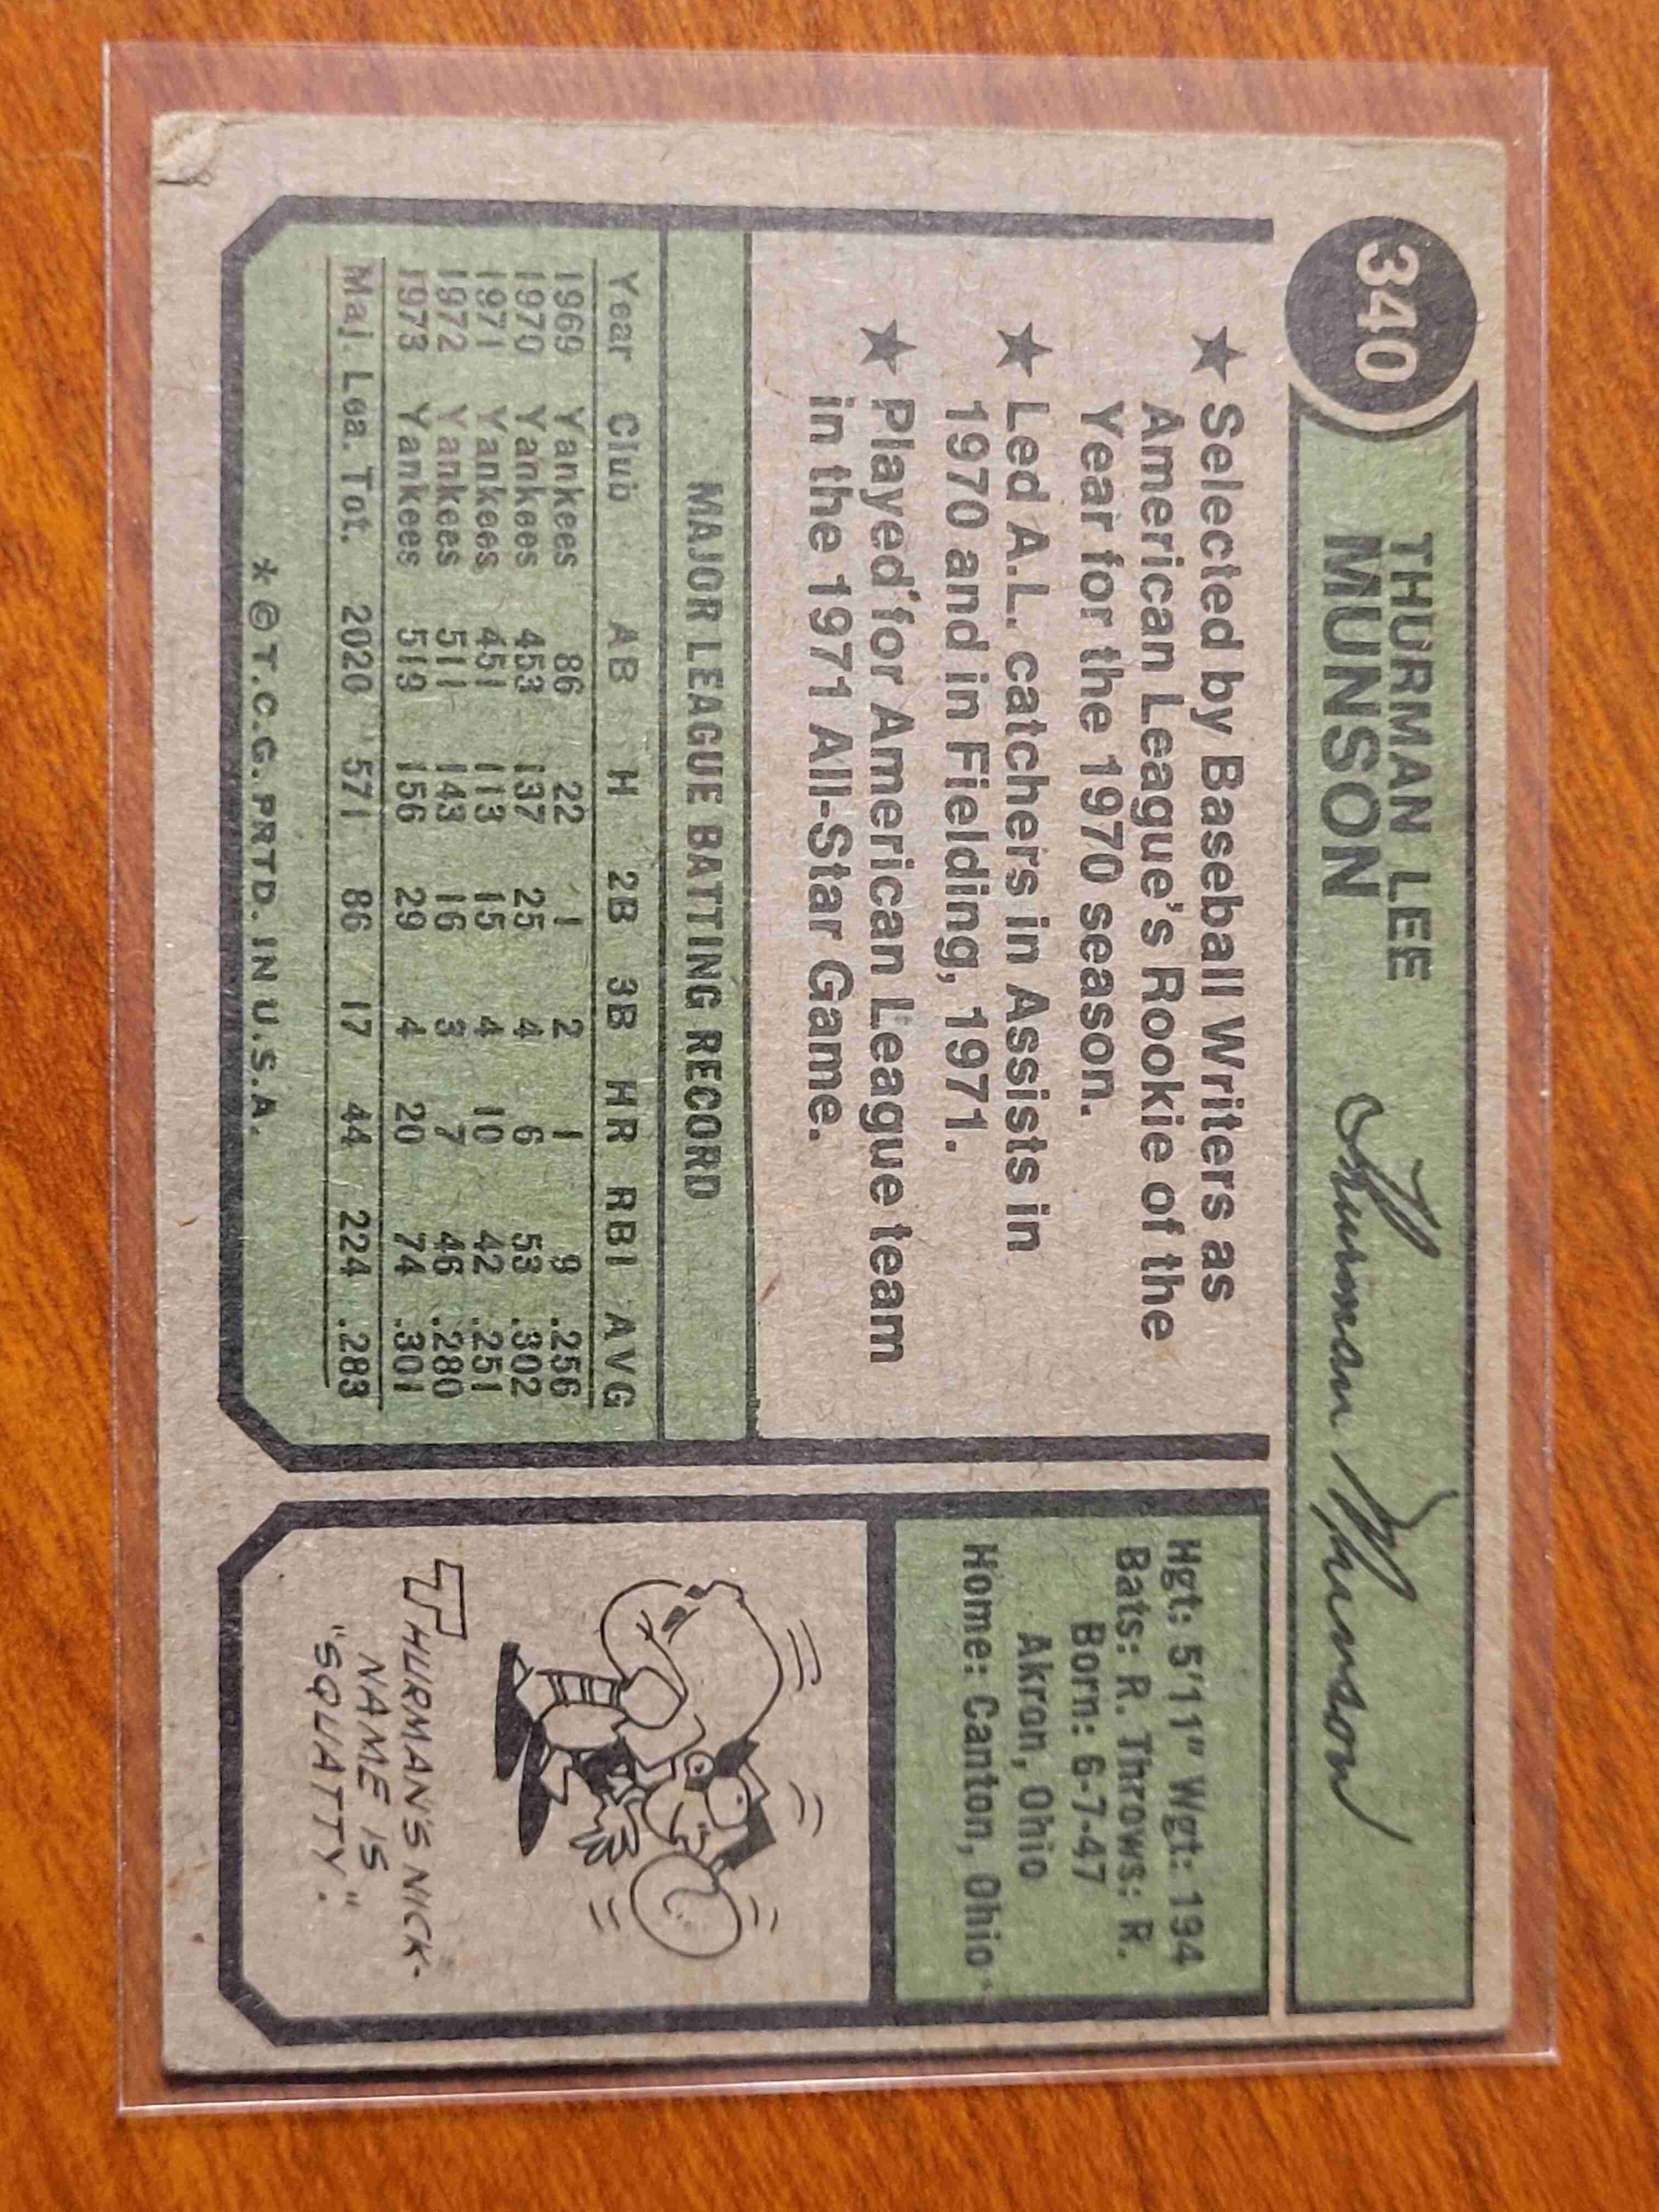 340
THURMAN LEE
MUNSON
Thurman Munson
★ Selected by Baseball Writers as
American League's Rookie of the
Year for the 1970 season.
★ Led A.L. catchers in Assists in
1970 and in Fielding, 1971.
★ Played for American League team
in the 1971 All-Star Game.
Hgt: 5'11" Wgt: 194
Bats: R. Throws: R.
Born: 6-7-47
Akron, Ohio
Home: Canton, Ohio
MAJOR LEAGUE BATTING RECORD
Year Club AB H 2B 3B HR RBI AVG
1969 Yankees 86 22 1 2 1 9 .256
1970 Yankees 453 137 25 4 6 53 .302
1971 Yankees 451 113 15 4 10 42 .251
1972 Yankees 511 143 16 3 7 46 .280
1973 Yankees 519 156 29 4 20 74 .301
Maj. Lea. Tot. 2020 571 86 17 44 224 .283
* © T.C.G. PRTD. IN U.S.A.
THURMAN'S NICK-
NAME IS
"SQUATTY."